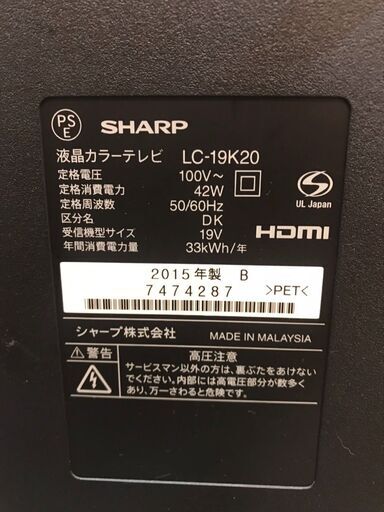 PS
E
SHARP
液晶カラーテレビ LC-19K20
定格電圧 100V～
定格消費電力 42W
定格周波数 50/60Hz
区分名 DK
受信機型サイズ 19V
年間消費電力量 33kWh/年
UL Japan
HDMI
2015年製 B
7474287
>PET<
シャープ株式会社 MADE IN MALAYSIA
警告
高圧注意
サービスマン以外の方は、裏ぶたをあけない
でください。内部には高電圧部分が数多く
あり、万一さわると危険です。